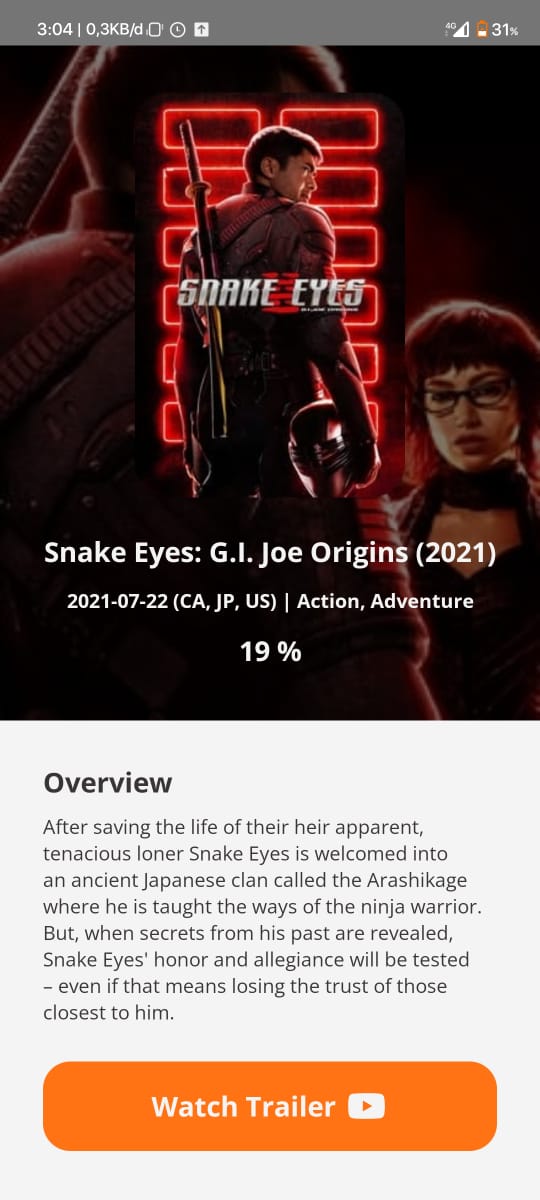 3:04 | 0,3KB/d
4G
31%
SNAKE EYES
Snake Eyes: G.I. Joe Origins (2021)
2021-07-22 (CA, JP, US) | Action, Adventure
19 %
Overview
After saving the life of their heir apparent,
tenacious loner Snake Eyes is welcomed into
an ancient Japanese clan called the Arashikage
where he is taught the ways of the ninja warrior.
But, when secrets from his past are revealed,
Snake Eyes' honor and allegiance will be tested
– even if that means losing the trust of those
closest to him.
Watch Trailer